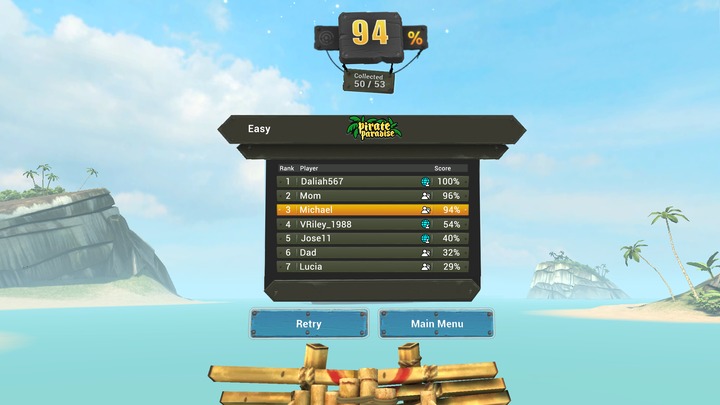 94 %
Collected
50 / 53
Easy
Pirate
Paradise
Rank Player Score
1 Daliah567 100%
2 Mom 96%
3 Michael 94%
4 VRiley_1988 54%
5 Jose11 40%
6 Dad 32%
7 Lucia 29%
Retry
Main Menu